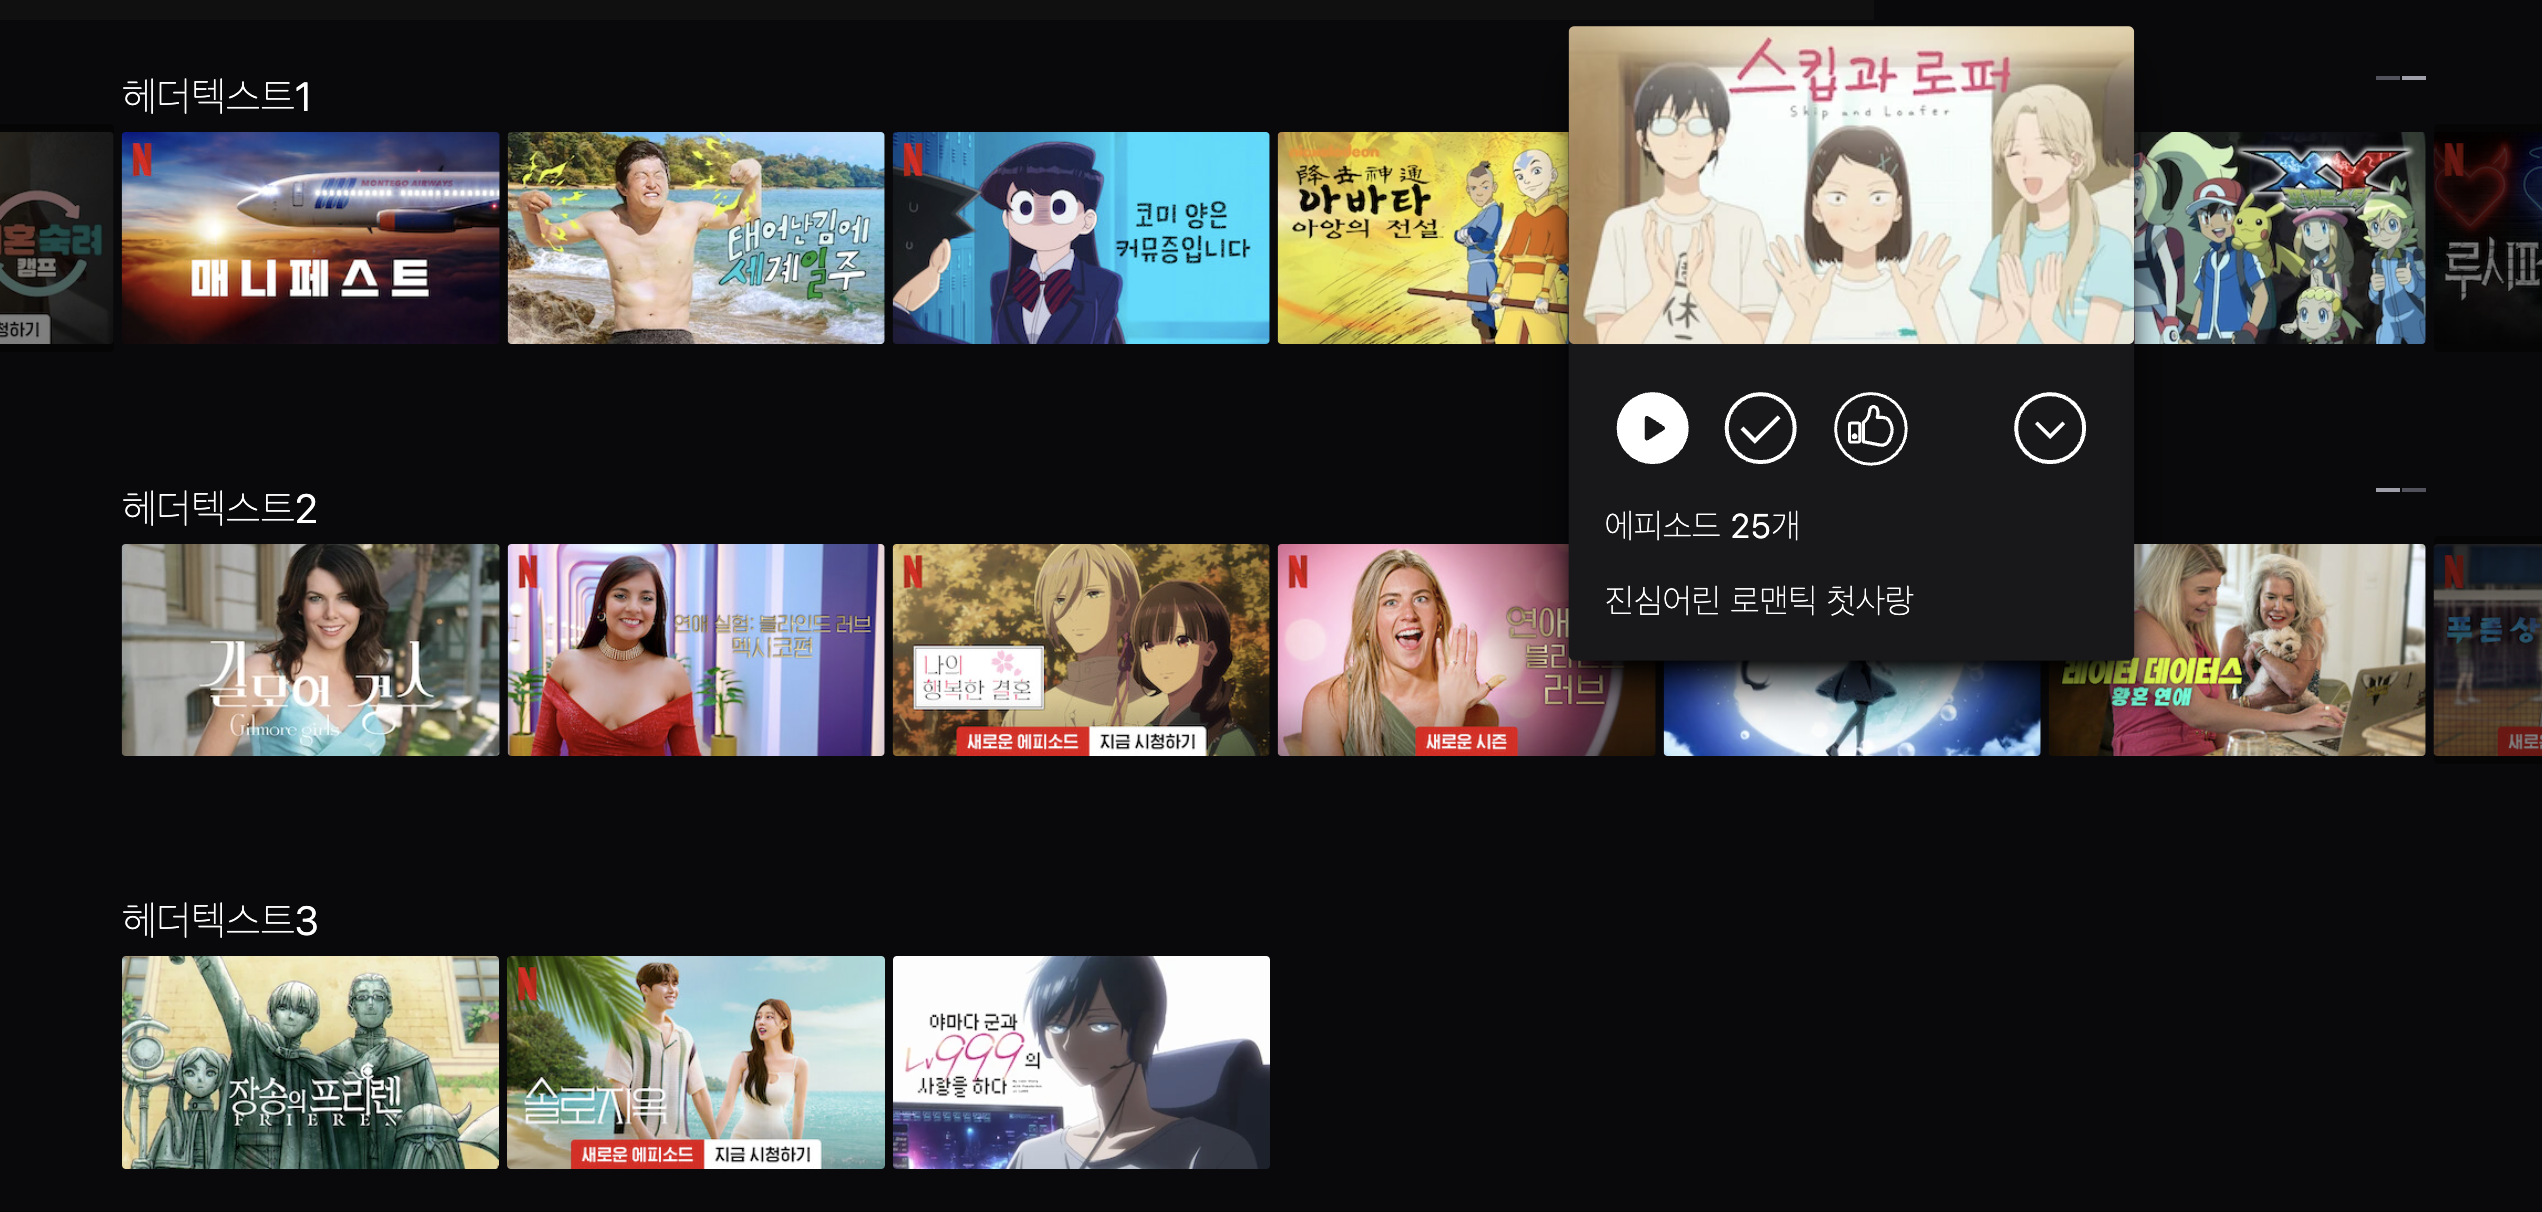 헤더텍스트1
혼숙려
캠프
청하기
N
MONTEGO AIRWAYS
매니페스트
태어난김에
세계일주
N
코미 양은
커뮤증입니다
nickelodeon
降去神通
아바타
아앙의 전설
스킵과 로퍼
Skip and Loafer
休
XY
N
루시퍼
에피소드 25개
진심어린 로맨틱 첫사랑
헤더텍스트2
길모어 걸스
Gilmore girls
N
연애 실험: 블라인드 러브
멕시코편
N
나의
행복한 결혼
새로운 에피소드 지금 시청하기
N
연애
블라인드
러브
새로운 시즌
레이터 데이터스
황혼 연애
N
푸른 상
새로
헤더텍스트3
장송의 프리렌
FRIEREN
N
솔로지옥
새로운 에피소드 지금 시청하기
야마다 군과
Lv999의
사랑을 하다